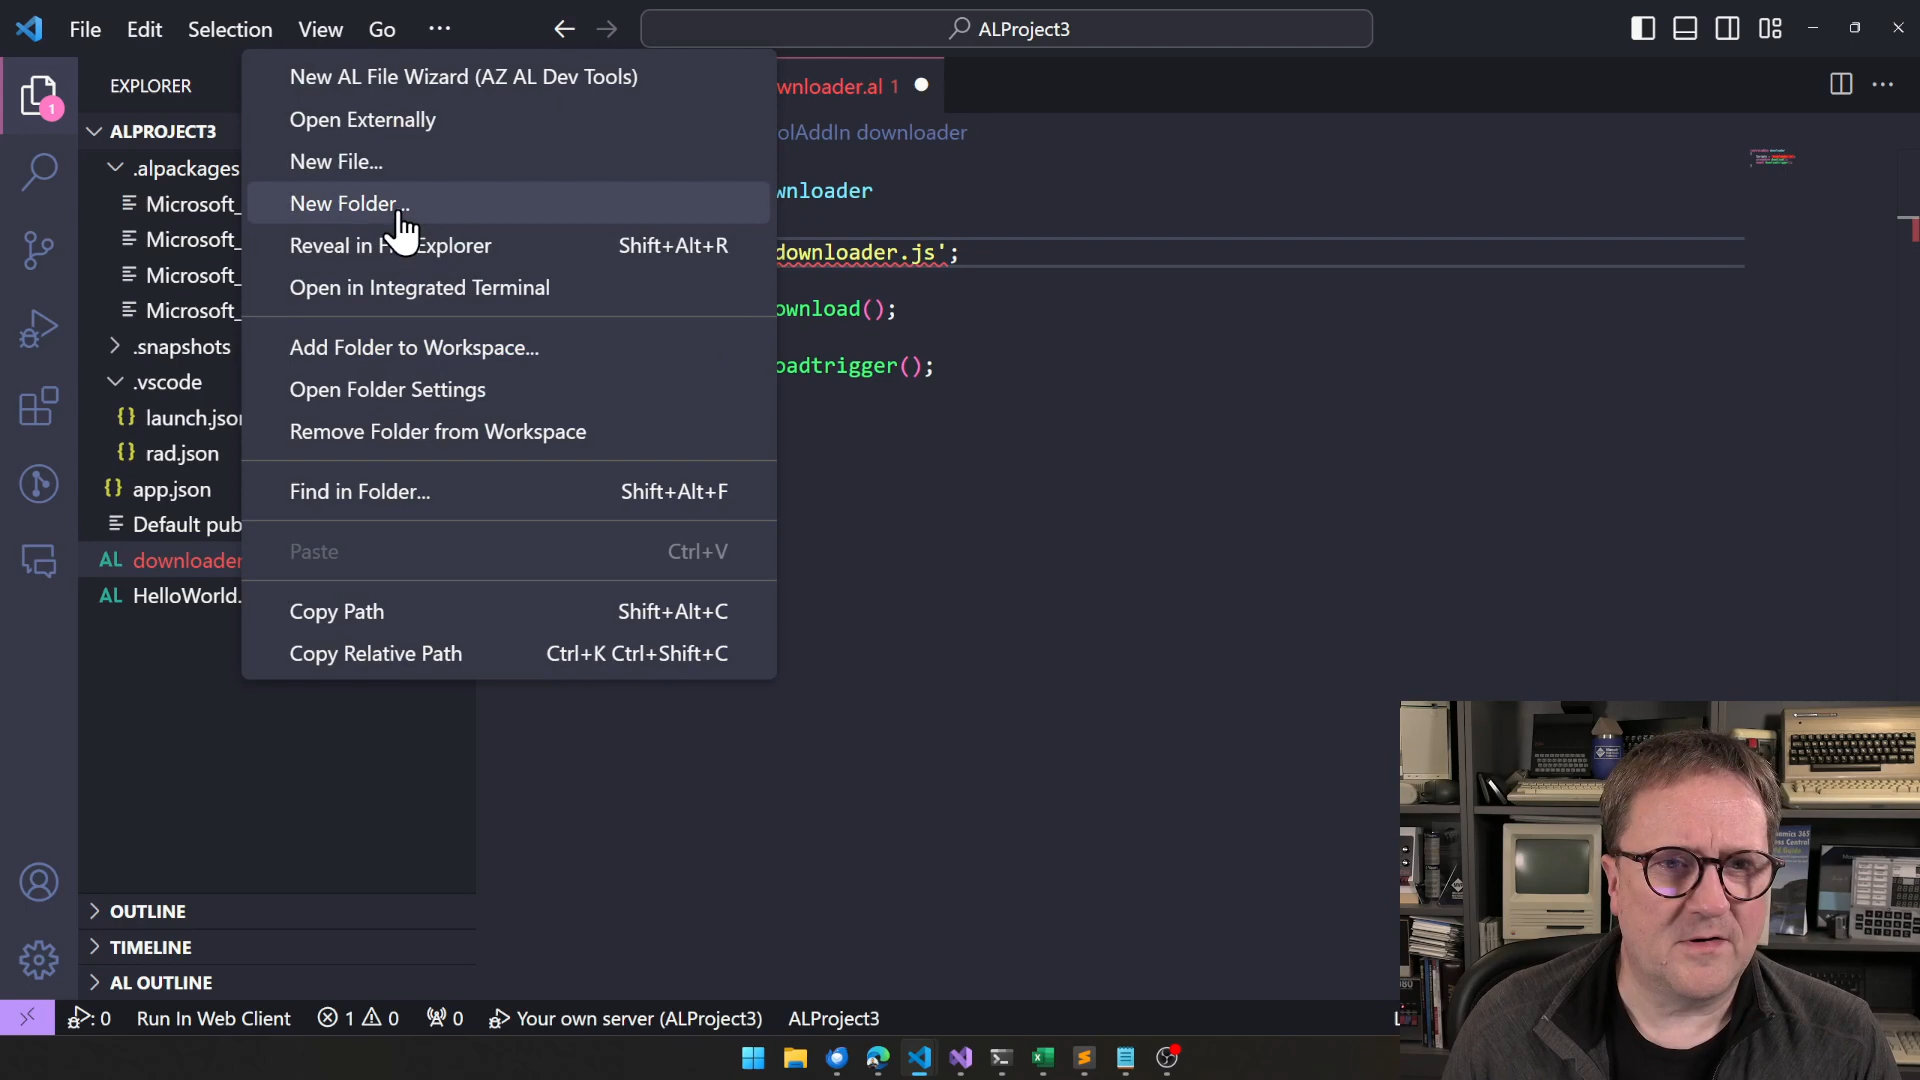 File Edit Selection View Go ···
ALProject3
EXPLORER
ALPROJECT3
.alpackages
Microsoft_
Microsoft_
Microsoft_
Microsoft_
.snapshots
.vscode
{} launch.json
{} rad.json
{} app.json
Default pub
AL downloader
AL HelloWorld.
1
New AL File Wizard (AZ AL Dev Tools)
Open Externally
New File...
New Folder...
Reveal in File Explorer Shift+Alt+R
Open in Integrated Terminal
Add Folder to Workspace...
Open Folder Settings
Remove Folder from Workspace
Find in Folder... Shift+Alt+F
Paste Ctrl+V
Copy Path Shift+Alt+C
Copy Relative Path Ctrl+K Ctrl+Shift+C
wnloader.al 1
olAddIn downloader
wnloader
downloader.js';
ownload();
oadtrigger();
OUTLINE
TIMELINE
AL OUTLINE
: 0 Run In Web Client 1 0 0 Your own server (ALProject3) ALProject3